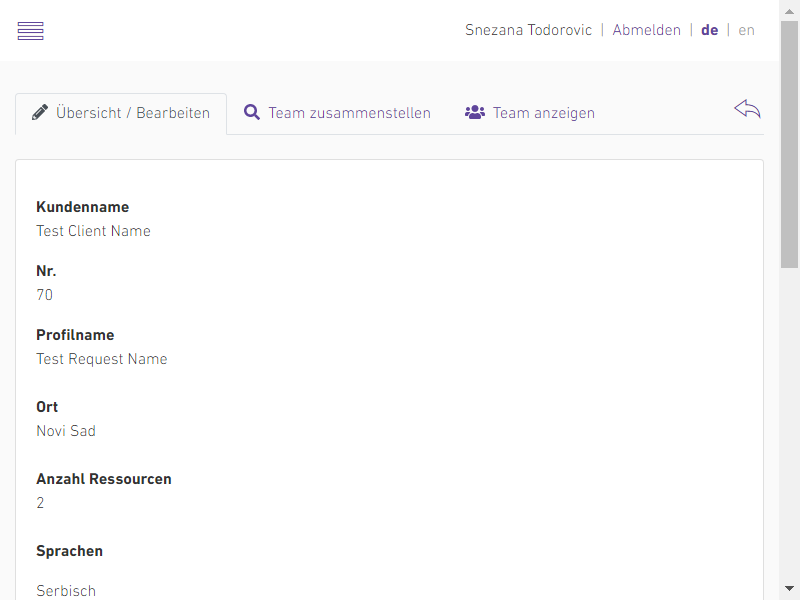 Snezana Todorovic | Abmelden | de | en
Übersicht / Bearbeiten Team zusammenstellen Team anzeigen
Kundenname
Test Client Name
Nr.
70
Profilname
Test Request Name
Ort
Novi Sad
Anzahl Ressourcen
2
Sprachen
Serbisch